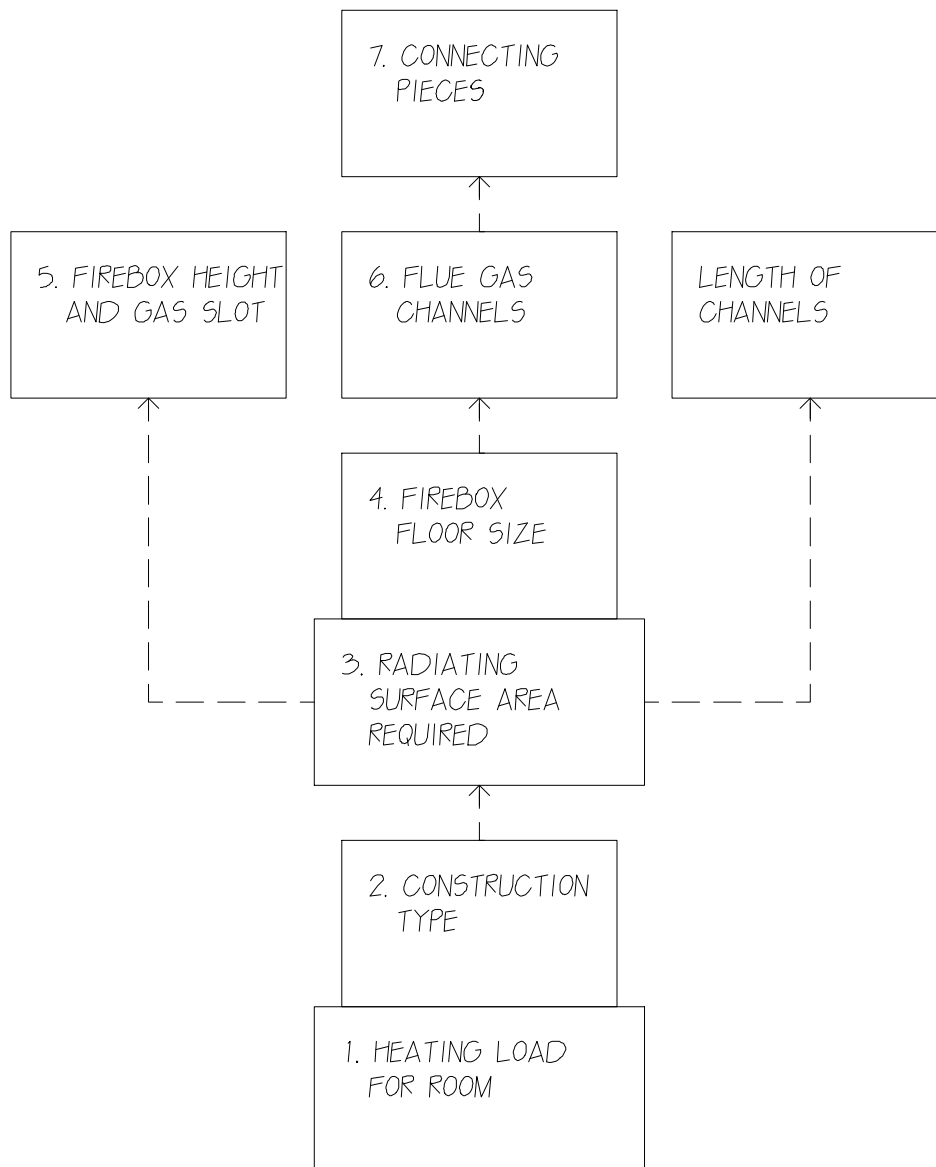 7. CONNECTING
PIECES
5. FIREBOX HEIGHT
AND GAS SLOT
6. FLUE GAS
CHANNELS
LENGTH OF
CHANNELS
4. FIREBOX
FLOOR SIZE
3. RADIATING
SURFACE AREA
REQUIRED
2. CONSTRUCTION
TYPE
1. HEATING LOAD
FOR ROOM